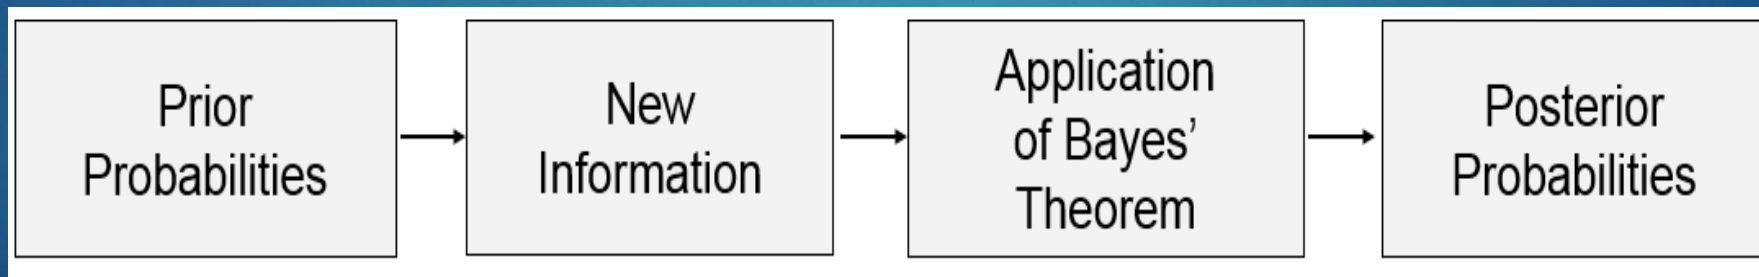 Prior
Probabilities
New
Information
Application
of Bayes’
Theorem
Posterior
Probabilities